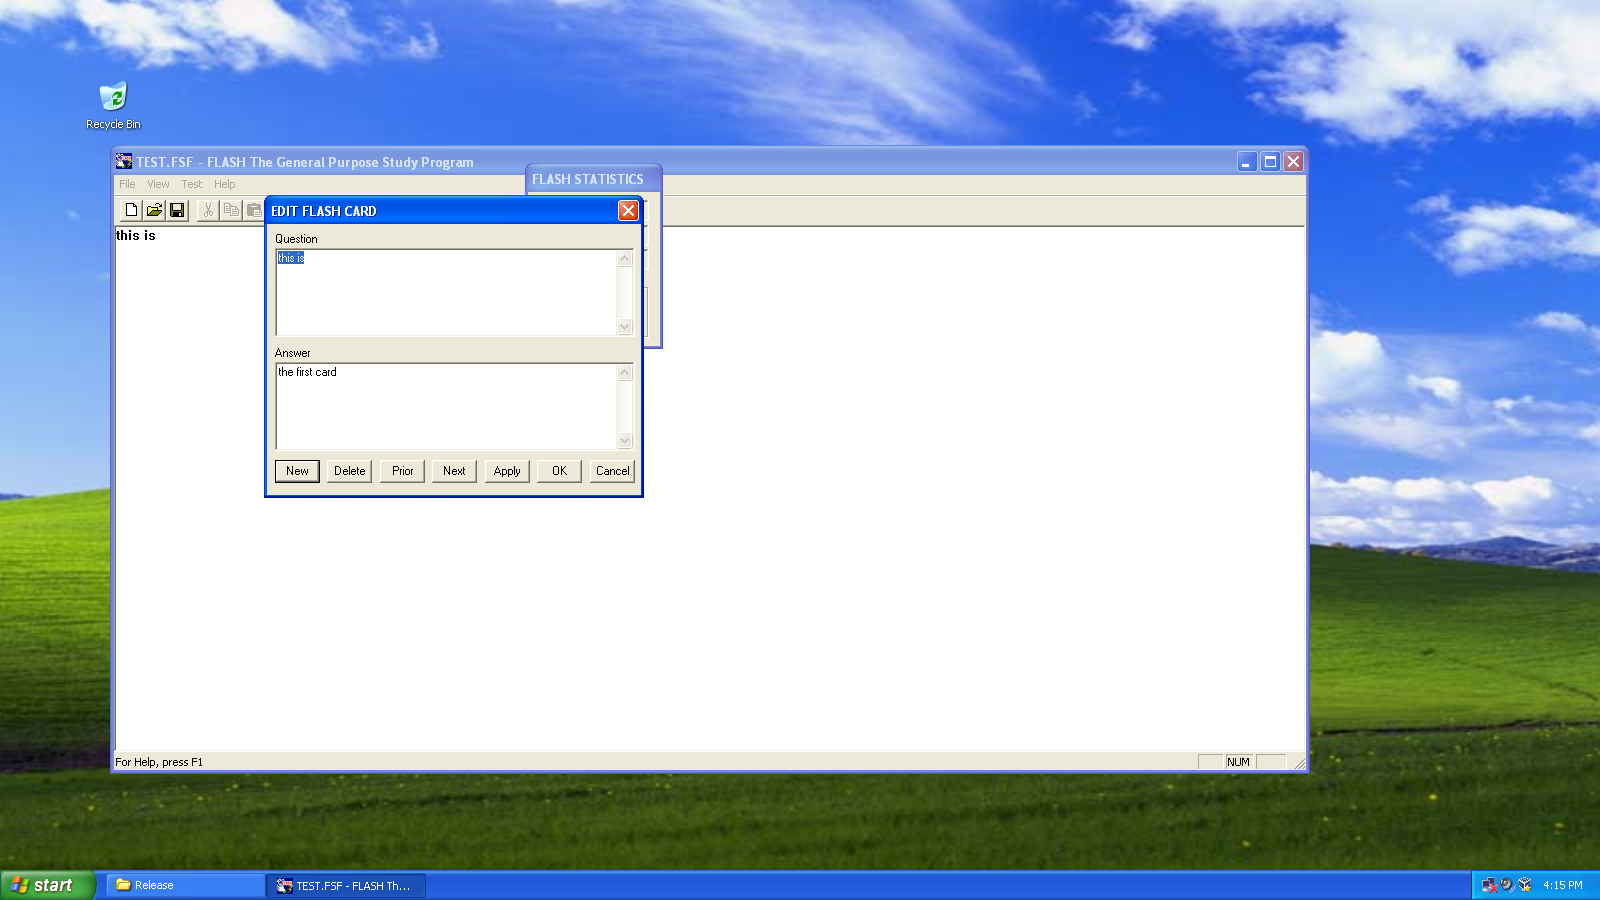 Recycle Bin
TEST.FSF - FLASH The General Purpose Study Program
File View Test Help
FLASH STATISTICS
this is
EDIT FLASH CARD
Question
this is
Answer
the first card
New Delete Prior Next Apply OK Cancel
For Help, press F1
NUM
start
Release
TEST.FSF - FLASH Th...
4:15 PM